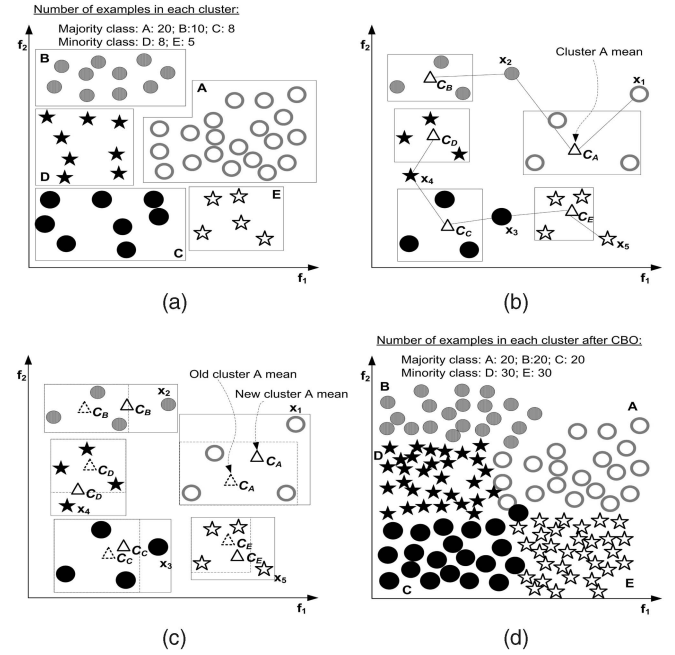 Number of examples in each cluster:
Majority class: A: 20; B:10; C: 8
Minority class: D: 8; E: 5
f2
B
A
D
E
C
f1
(a)
f2
x2
Cluster A mean
x1
CB
CD
CA
x4
CC
x3
CE
x5
f1
(b)
f2
Old cluster A mean
New cluster A mean
x2
x1
CB
CB
CA
CA
CD
CD
x4
CC
CC
x3
CE
CE
x5
f1
(c)
Number of examples in each cluster after CBO:
Majority class: A: 20; B:20; C: 20
Minority class: D: 30; E: 30
f2
B
A
D
C
E
f1
(d)